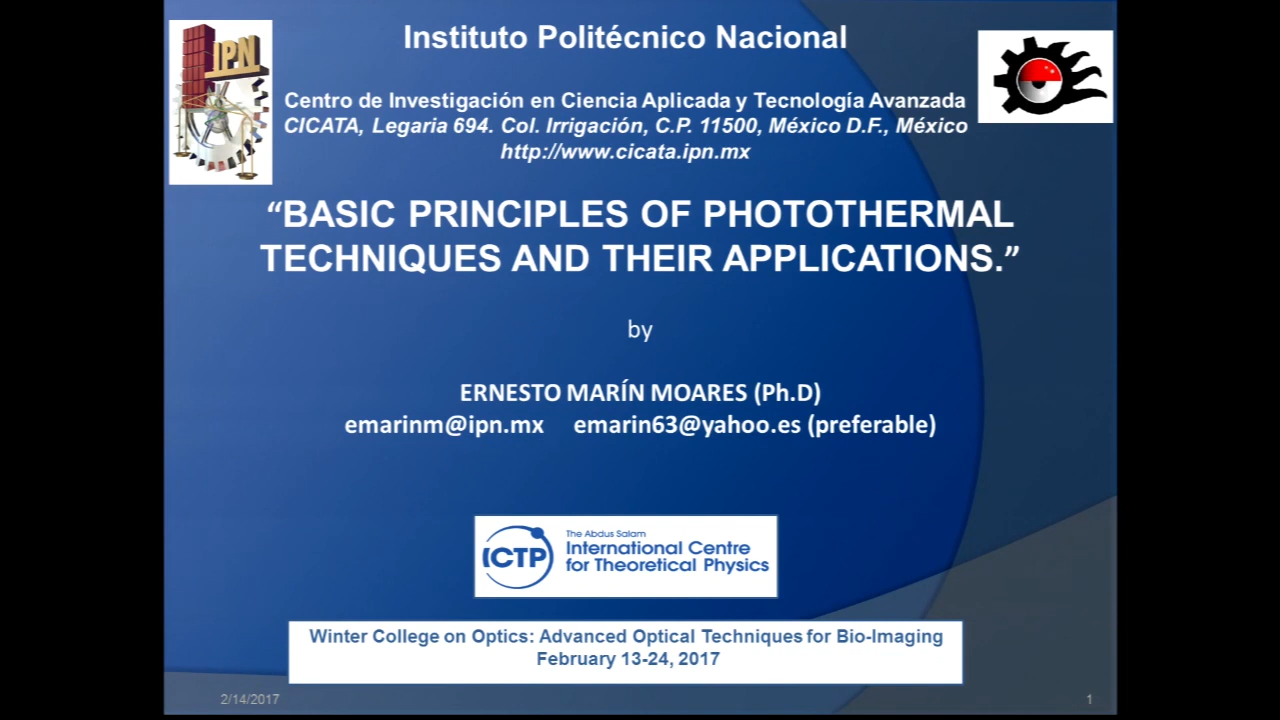 Instituto Politécnico Nacional
IPN
Centro de Investigación en Ciencia Aplicada y Tecnología Avanzada
CICATA, Legaria 694. Col. Irrigación, C.P. 11500, México D.F., México
http://www.cicata.ipn.mx
“BASIC PRINCIPLES OF PHOTOTHERMAL
TECHNIQUES AND THEIR APPLICATIONS.”
by
ERNESTO MARÍN MOARES (Ph.D)
emarinm@ipn.mx emarin63@yahoo.es (preferable)
The Abdus Salam
ICTP International Centre
for Theoretical Physics
Winter College on Optics: Advanced Optical Techniques for Bio-Imaging
February 13-24, 2017
2/14/2017 1